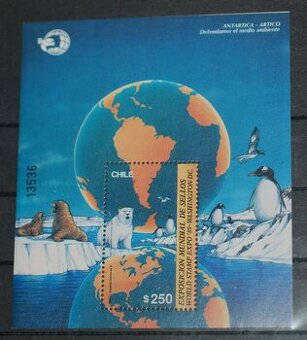 ANTARTICA - ARTICO
Defendamos el medio ambiente
13536
CHILE
EXPOSICION MUNDIAL DE SELLOS
WORLD STAMP EXPO '89-WASHINGTON DC.
$250